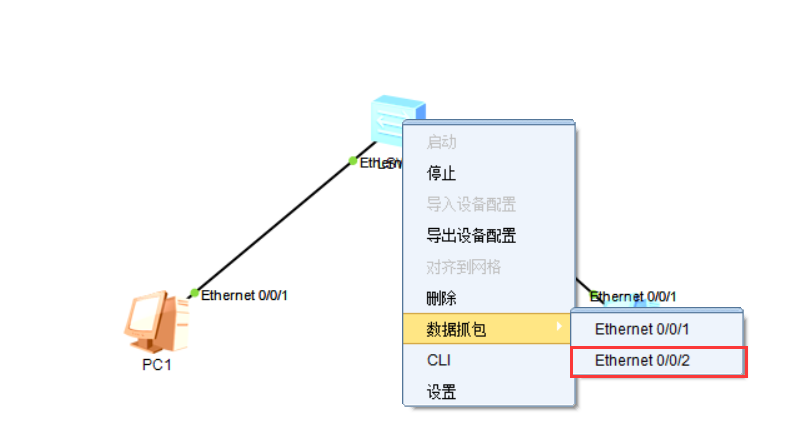 启动
Ethern
停止
导入设备配置
导出设备配置
对齐到网格
Ethernet 0/0/1
Ethernet 0/0/1
删除
数据抓包
Ethernet 0/0/1
PC1
CLI
Ethernet 0/0/2
设置